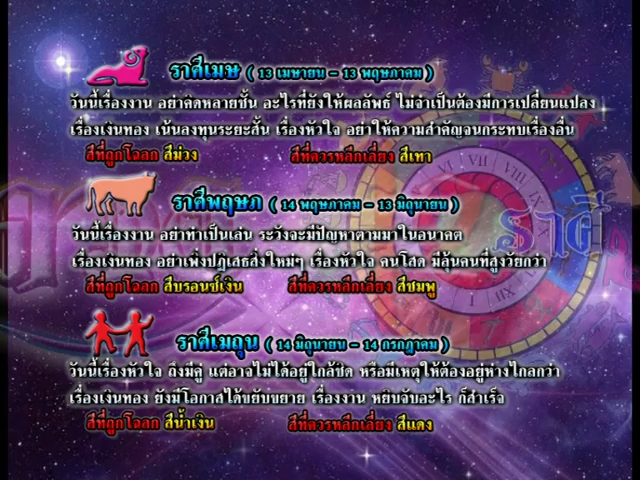 ราศีเมษ ( 13 เมษายน - 13 พฤษภาคม )
วันนี้เรื่องงาน อย่าคิดหลายชั้น อะไรที่ยังให้ผลลัพธ์ ไม่จำเป็นต้องมีการเปลี่ยนแปลง
เรื่องเงินทอง เน้นลงทุนระยะสั้น เรื่องหัวใจ อย่าให้ความสำคัญจนกระทบเรื่องอื่น
สีที่ถูกโฉลก สีม่วง สีที่ควรหลีกเลี่ยง สีเทา
ราศีพฤษภ ( 14 พฤษภาคม - 13 มิถุนายน )
วันนี้เรื่องงาน อย่าทำเป็นเล่น ระวังจะมีปัญหาตามมาในอนาคต
เรื่องเงินทอง อย่าเพิ่งปฏิเสธสิ่งใหม่ๆ เรื่องหัวใจ คนโสด มีลุ้นคนที่สูงวัยกว่า
สีที่ถูกโฉลก สีบรอนซ์เงิน สีที่ควรหลีกเลี่ยง สีชมพู
ราศีเมถุน ( 14 มิถุนายน - 14 กรกฎาคม )
วันนี้เรื่องหัวใจ ถึงมีคู่ แต่อาจไม่ได้อยู่ใกล้ชิด หรือมีเหตุให้ต้องอยู่ห่างไกลกว่า
เรื่องเงินทอง ยังมีโอกาสได้ขยับขยาย เรื่องงาน หยิบจับอะไร ก็สำเร็จ
สีที่ถูกโฉลก สีน้ำเงิน สีที่ควรหลีกเลี่ยง สีแดง
ราศี